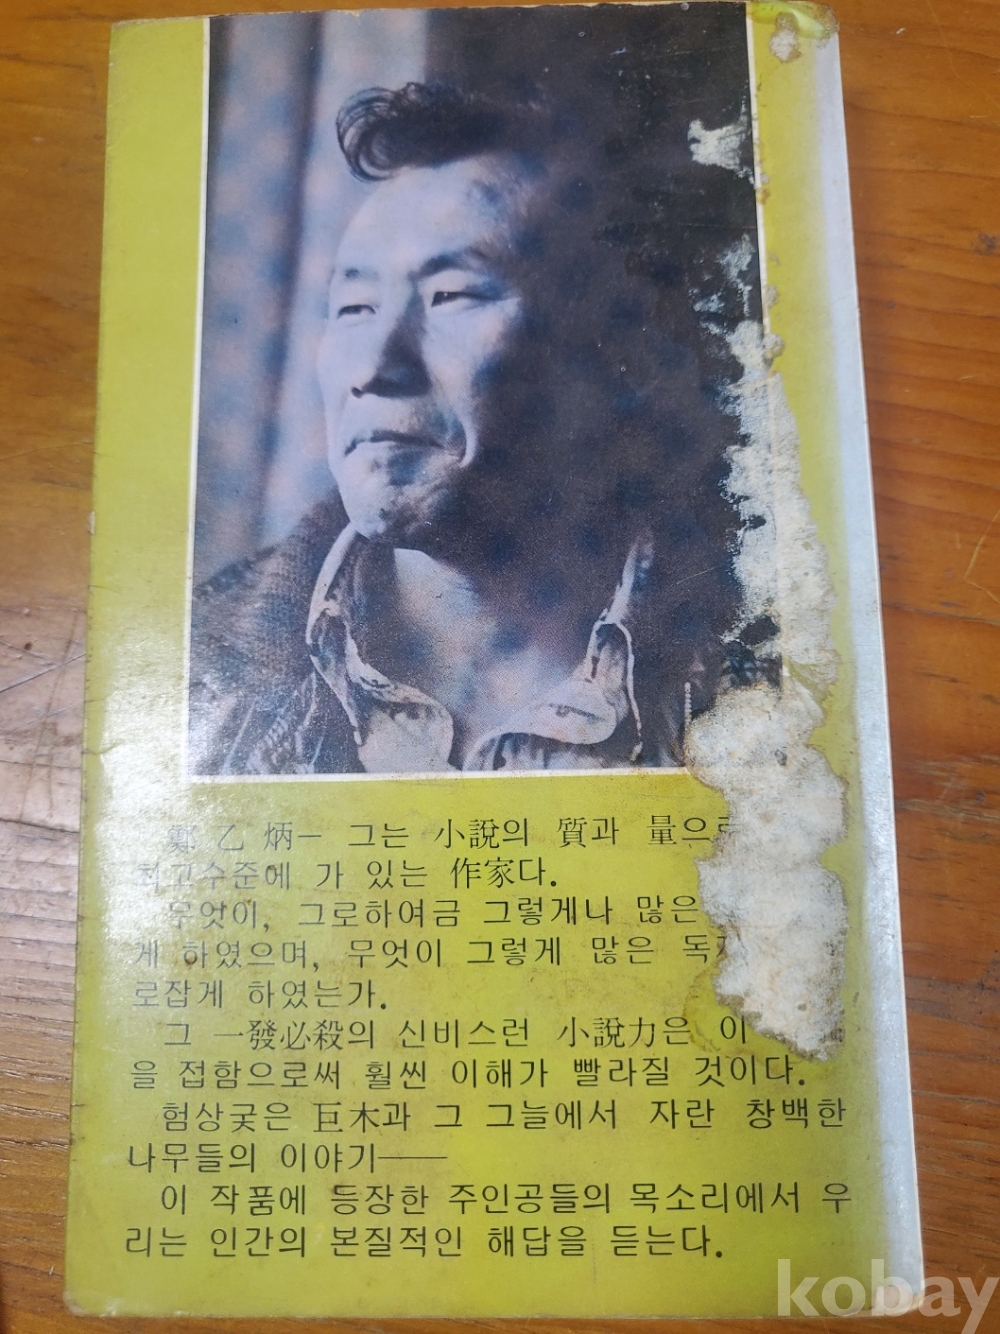 鄭乙炳ー 그는 小說의 質과 量으로
최고수준에 가 있는 作家다.
무엇이, 그로하여금 그렇게나 많은
게 하였으며, 무엇이 그렇게 많은 독자
로잡게 하였는가.
그 一發必殺의 신비스런 小說力은 이
을 접함으로써 훨씬 이해가 빨라질 것이다.
험상궂은 巨木과 그 그늘에서 자란 창백한
나무들의 이야기──
이 작품에 등장한 주인공들의 목소리에서 우
리는 인간의 본질적인 해답을 듣는다.
kobay